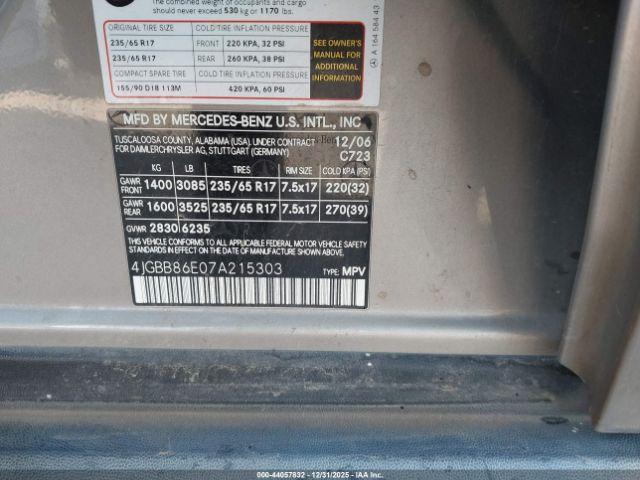 The combined weight of occupants and cargo
should never exceed 530 kg or 1170 lbs.
ORIGINAL TIRE SIZE COLD TIRE INFLATION PRESSURE
235/65 R17 FRONT 220 KPA, 32 PSI
235/65 R17 REAR 260 KPA, 38 PSI
COMPACT SPARE TIRE COLD TIRE INFLATION PRESSURE
155/90 D18 113M 420 KPA, 60 PSI
SEE OWNER'S
MANUAL FOR
ADDITIONAL
INFORMATION
A 164 584 43
MFD BY MERCEDES-BENZ U.S. INTL., INC
TUSCALOOSA COUNTY, ALABAMA (USA), UNDER CONTRACT 12/06
FOR DAIMLERCHRYSLER AG, STUTTGART (GERMANY) C723
KG LB TIRES RIM SIZE COLD KPA (PSI)
GAWR FRONT 1400 3085 235/65 R17 7.5x17 220(32)
GAWR REAR 1600 3525 235/65 R17 7.5x17 270(39)
GVWR 2830 6235
THIS VEHICLE CONFORMS TO ALL APPLICABLE FEDERAL MOTOR VEHICLE SAFETY
STANDARDS IN EFFECT ON THE DATE OF MANUFACTURE SHOWN ABOVE
4JGBB86E07A215303 TYPE: MPV
000-44057832 - 12/31/2025 - IAAI.COM